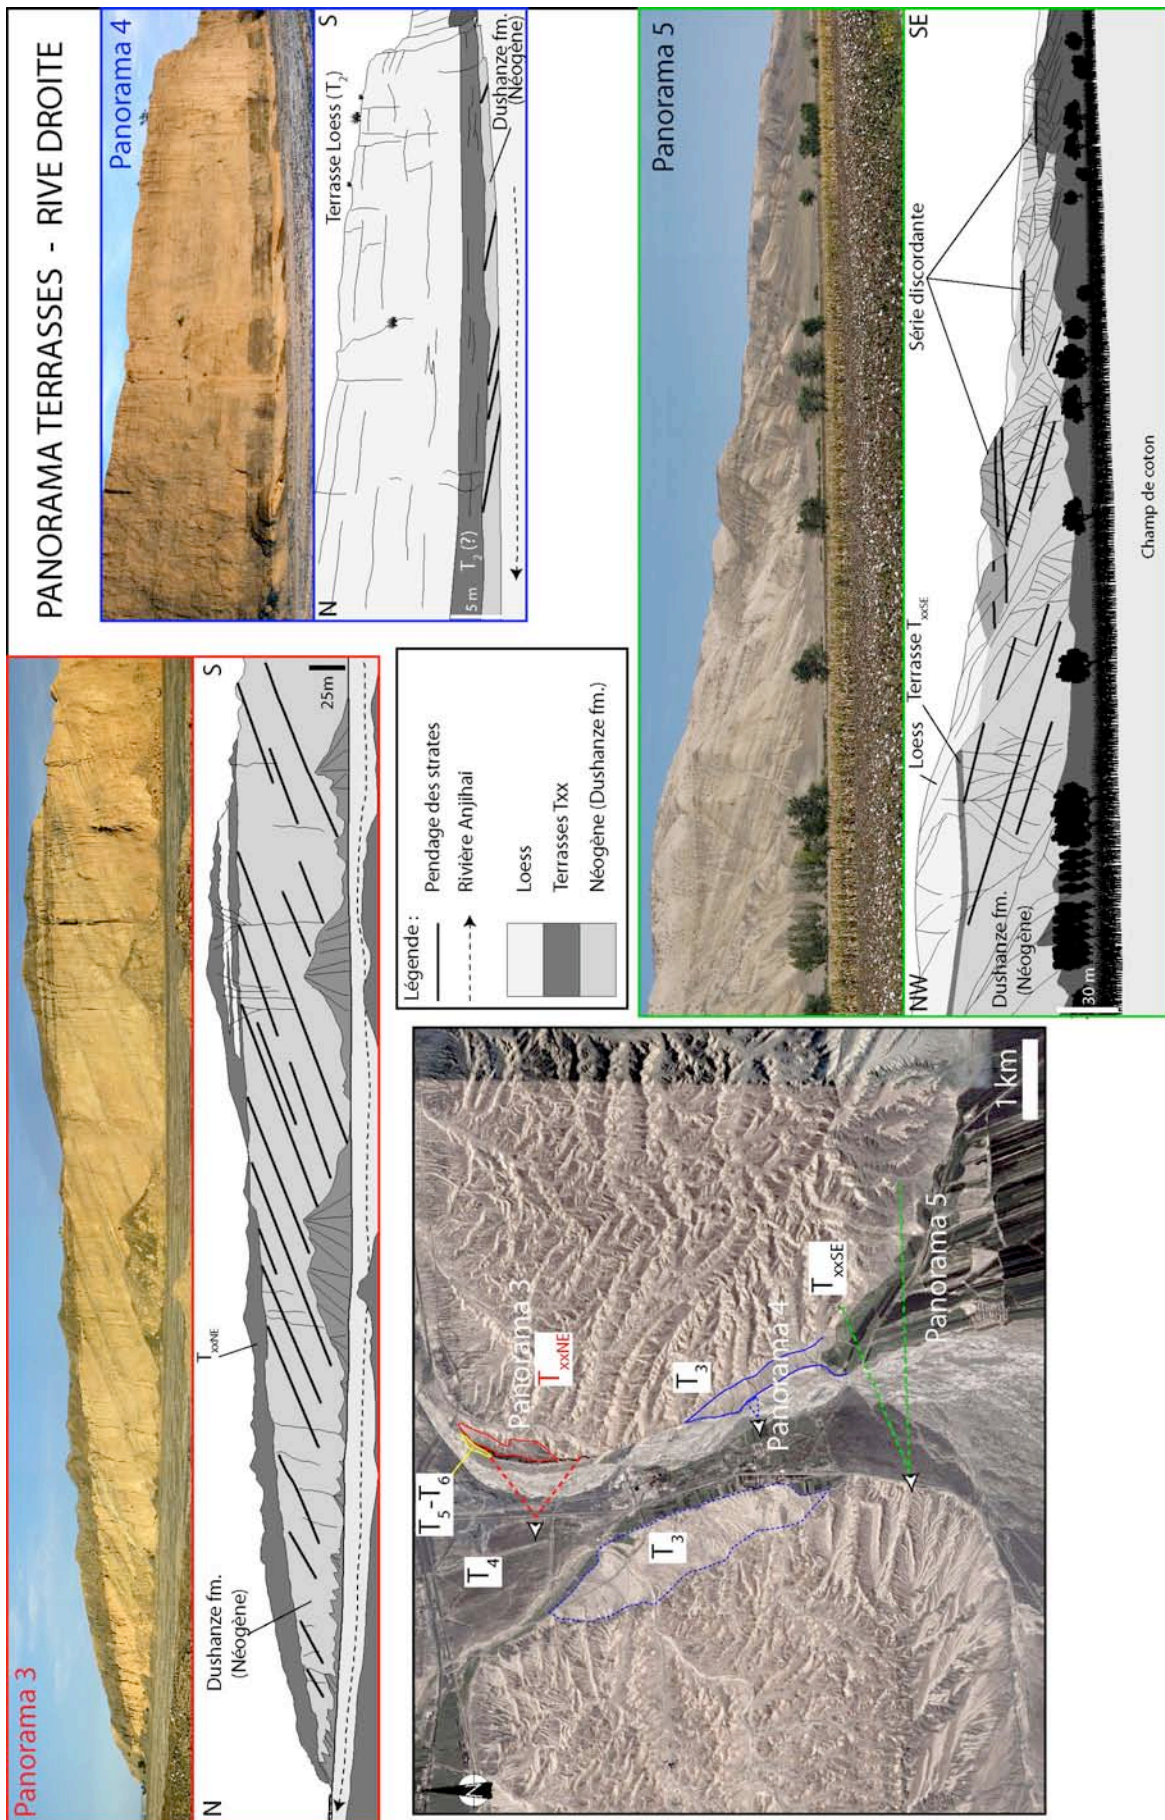 PANORAMA TERRASSES - RIVE DROITE
Panorama 3
N
S
T xxNE
Dushanze fm.
(Néogène)
25m
Panorama 4
N
S
Terrasse Loess (T2)
Dushanze fm.
(Néogène)
5 m
T2 (?)
Légende :
Pendage des strates
Rivière Anjihai
Loess
Terrasses Txx
Néogène (Dushanze fm.)
N
T5-T6
T4
Panorama 3
TxxNE
T3
T3
Panorama 4
TxxSE
Panorama 5
1 km
Panorama 5
NW
SE
Loess
Terrasse TxxSE
Série discordante
Dushanze fm.
(Néogène)
30 m
Champ de coton